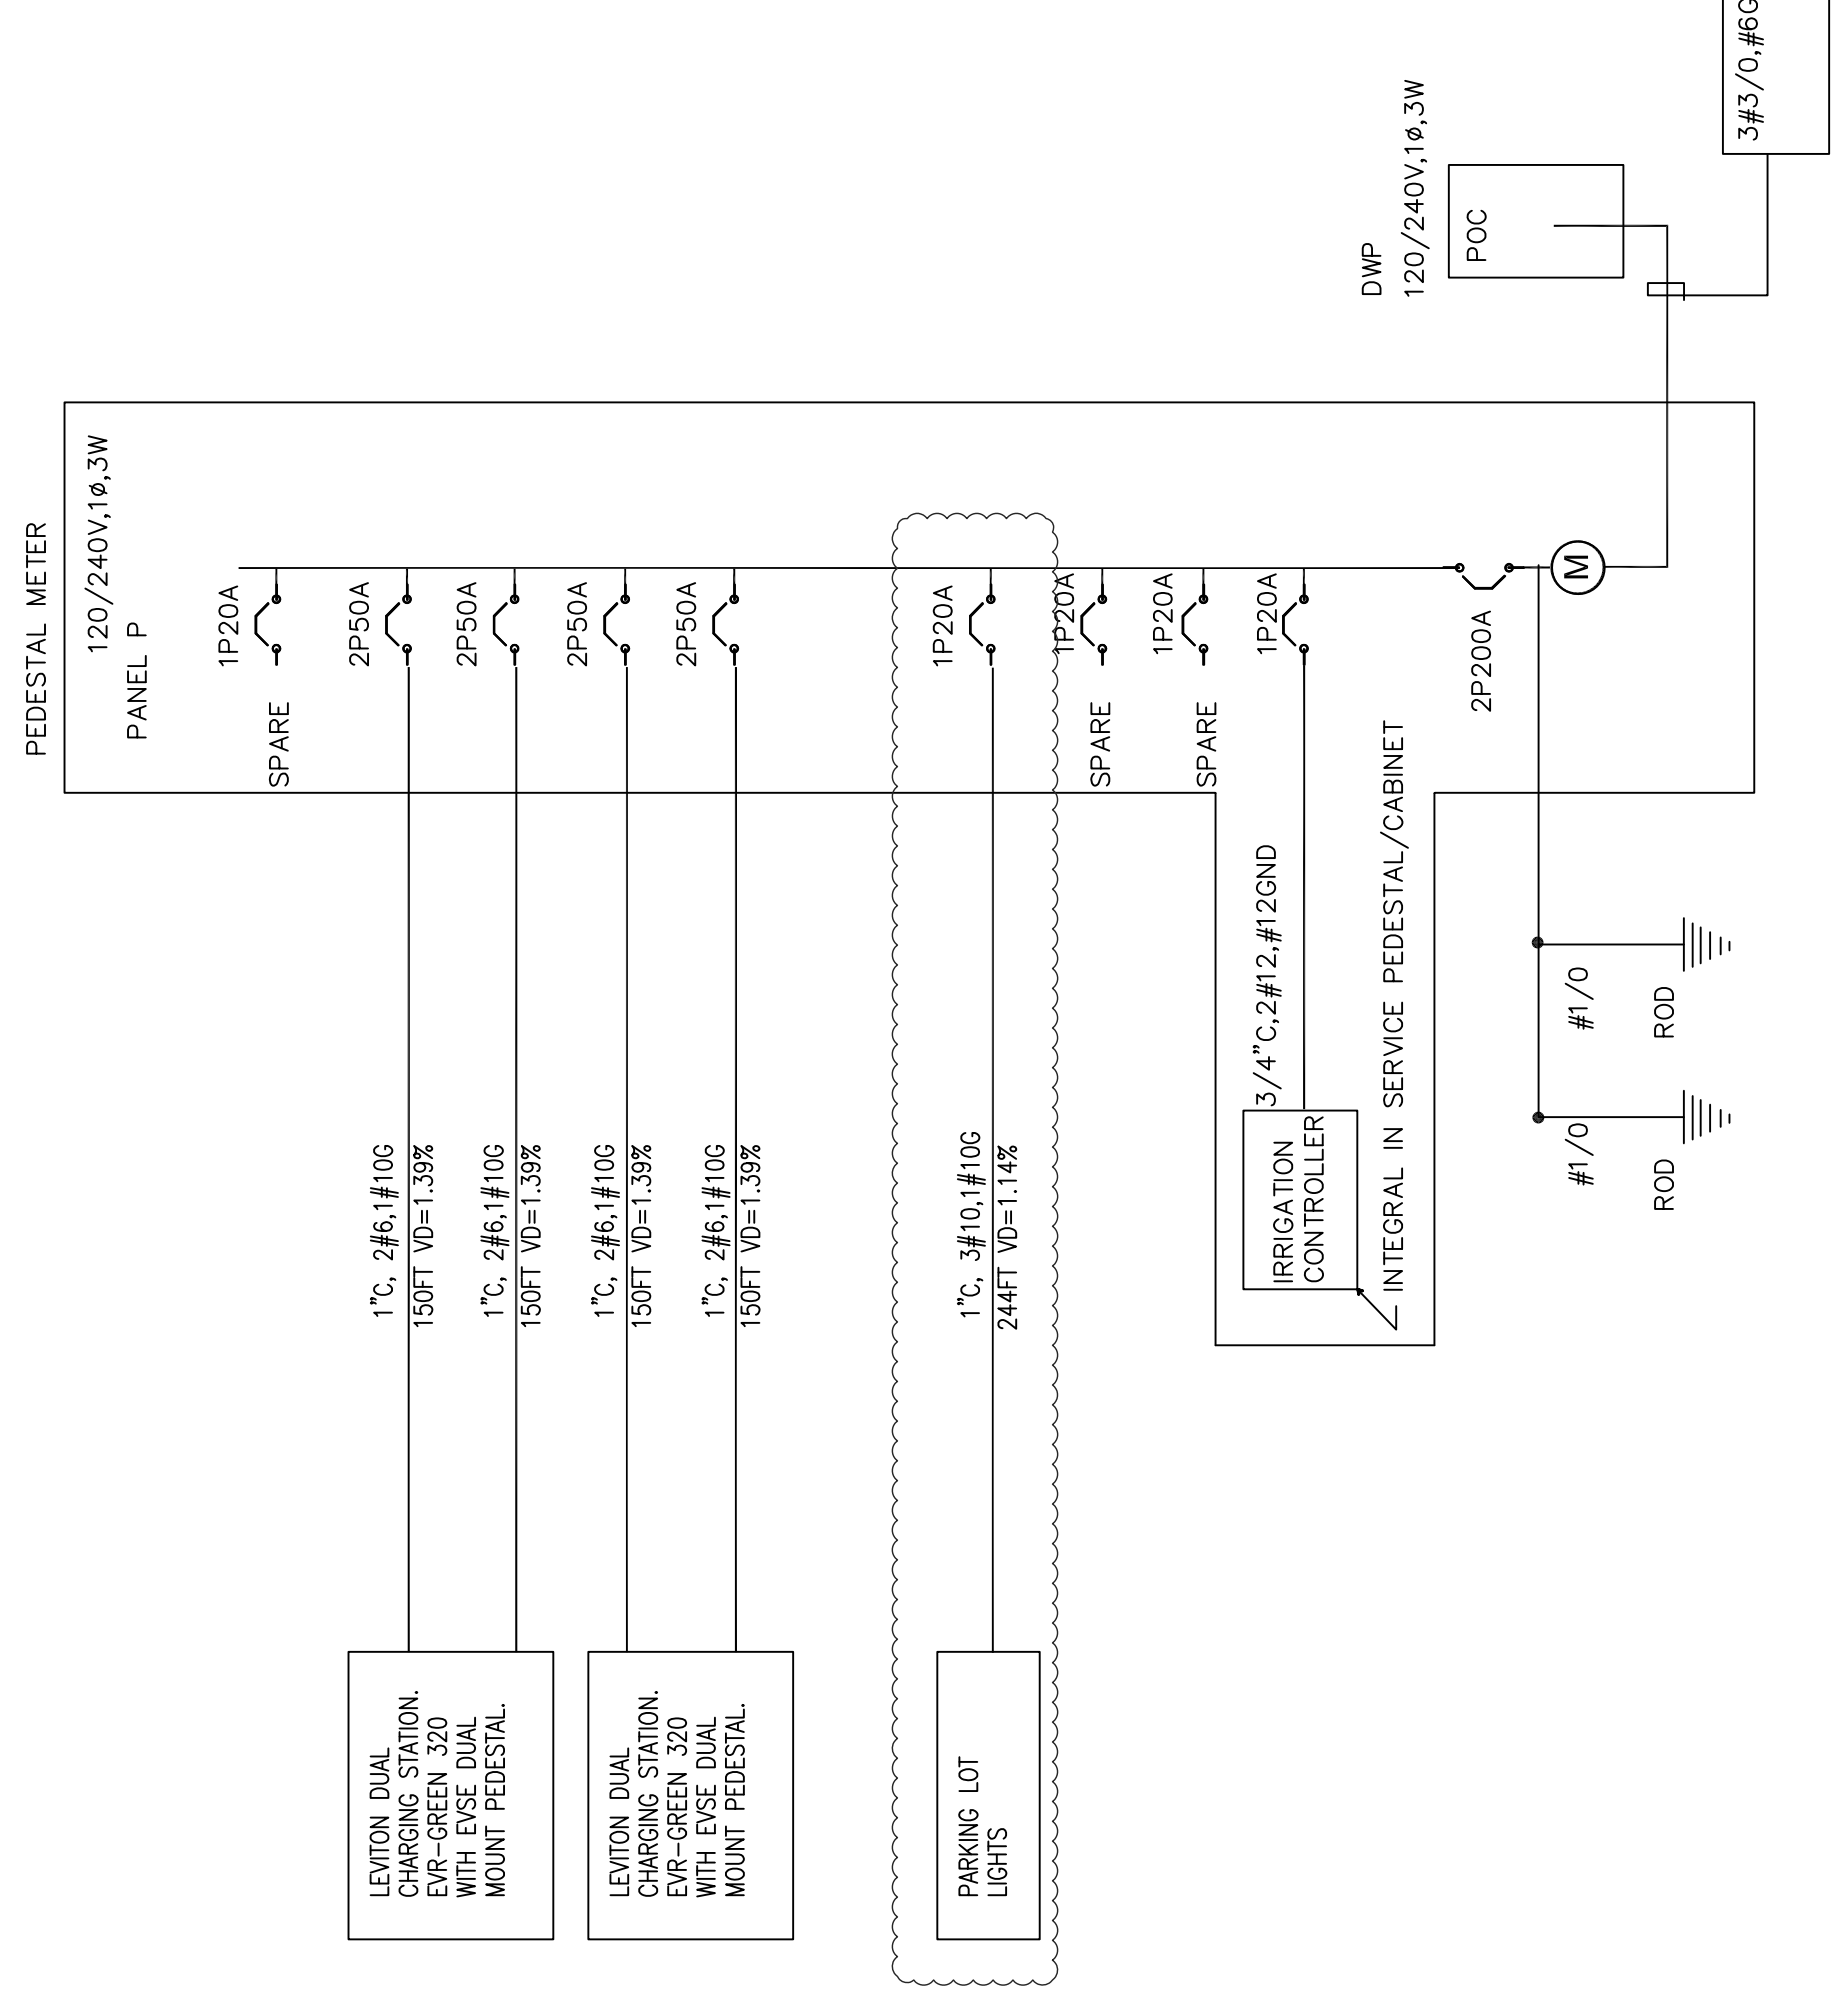 PEDESTAL METER
120/240V,1ø,3W
PANEL P
1P20A
SPARE
2P50A
1"C, 2#6,1#10G
150FT VD=1.39%
2P50A
1"C, 2#6,1#10G
150FT VD=1.39%
LEVITON DUAL
CHARGING STATION.
EVR-GREEN 320
WITH EVSE DUAL
MOUNT PEDESTAL.
2P50A
1"C, 2#6,1#10G
150FT VD=1.39%
2P50A
1"C, 2#6,1#10G
150FT VD=1.39%
LEVITON DUAL
CHARGING STATION.
EVR-GREEN 320
WITH EVSE DUAL
MOUNT PEDESTAL.
1P20A
1"C, 3#10,1#10G
244FT VD=1.14%
PARKING LOT
LIGHTS
1P20A
SPARE
1P20A
SPARE
1P20A
3/4"C,2#12,#12GND
IRRIGATION
CONTROLLER
INTEGRAL IN SERVICE PEDESTAL/CABINET
2P200A
M
#1/0
ROD
#1/0
ROD
DWP
120/240V,1ø,3W
POC
3#3/0,#6G